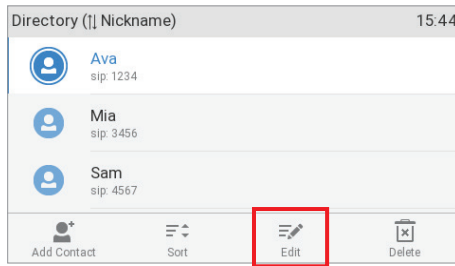 Directory (↑↓ Nickname) 15:44
Ava
sip: 1234
Mia
sip: 3456
Sam
sip: 4567
Add Contact Sort Edit Delete